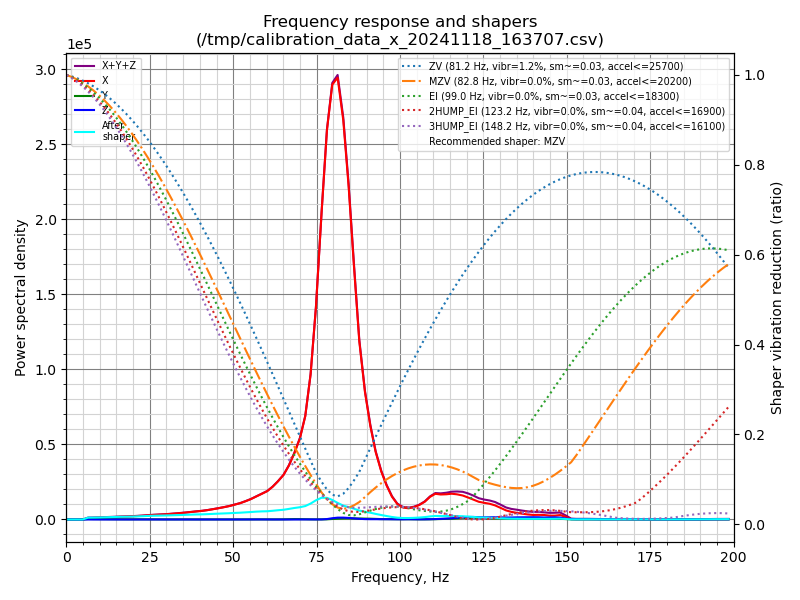 Frequency response and shapers
(/tmp/calibration_data_x_20241118_163707.csv)
1e5
X+Y+Z
X
Y
Z
After
shaper
ZV (81.2 Hz, vibr=1.2%, sm~=0.03, accel<=25700)
MZV (82.8 Hz, vibr=0.0%, sm~=0.03, accel<=20200)
EI (99.0 Hz, vibr=0.0%, sm~=0.03, accel<=18300)
2HUMP_EI (123.2 Hz, vibr=0.0%, sm~=0.04, accel<=16900)
3HUMP_EI (148.2 Hz, vibr=0.0%, sm~=0.04, accel<=16100)
Recommended shaper: MZV
Power spectral density
3.0
2.5
2.0
1.5
1.0
0.5
0.0
1.0
0.8
0.6
0.4
0.2
0.0
Shaper vibration reduction (ratio)
0 25 50 75 100 125 150 175 200
Frequency, Hz